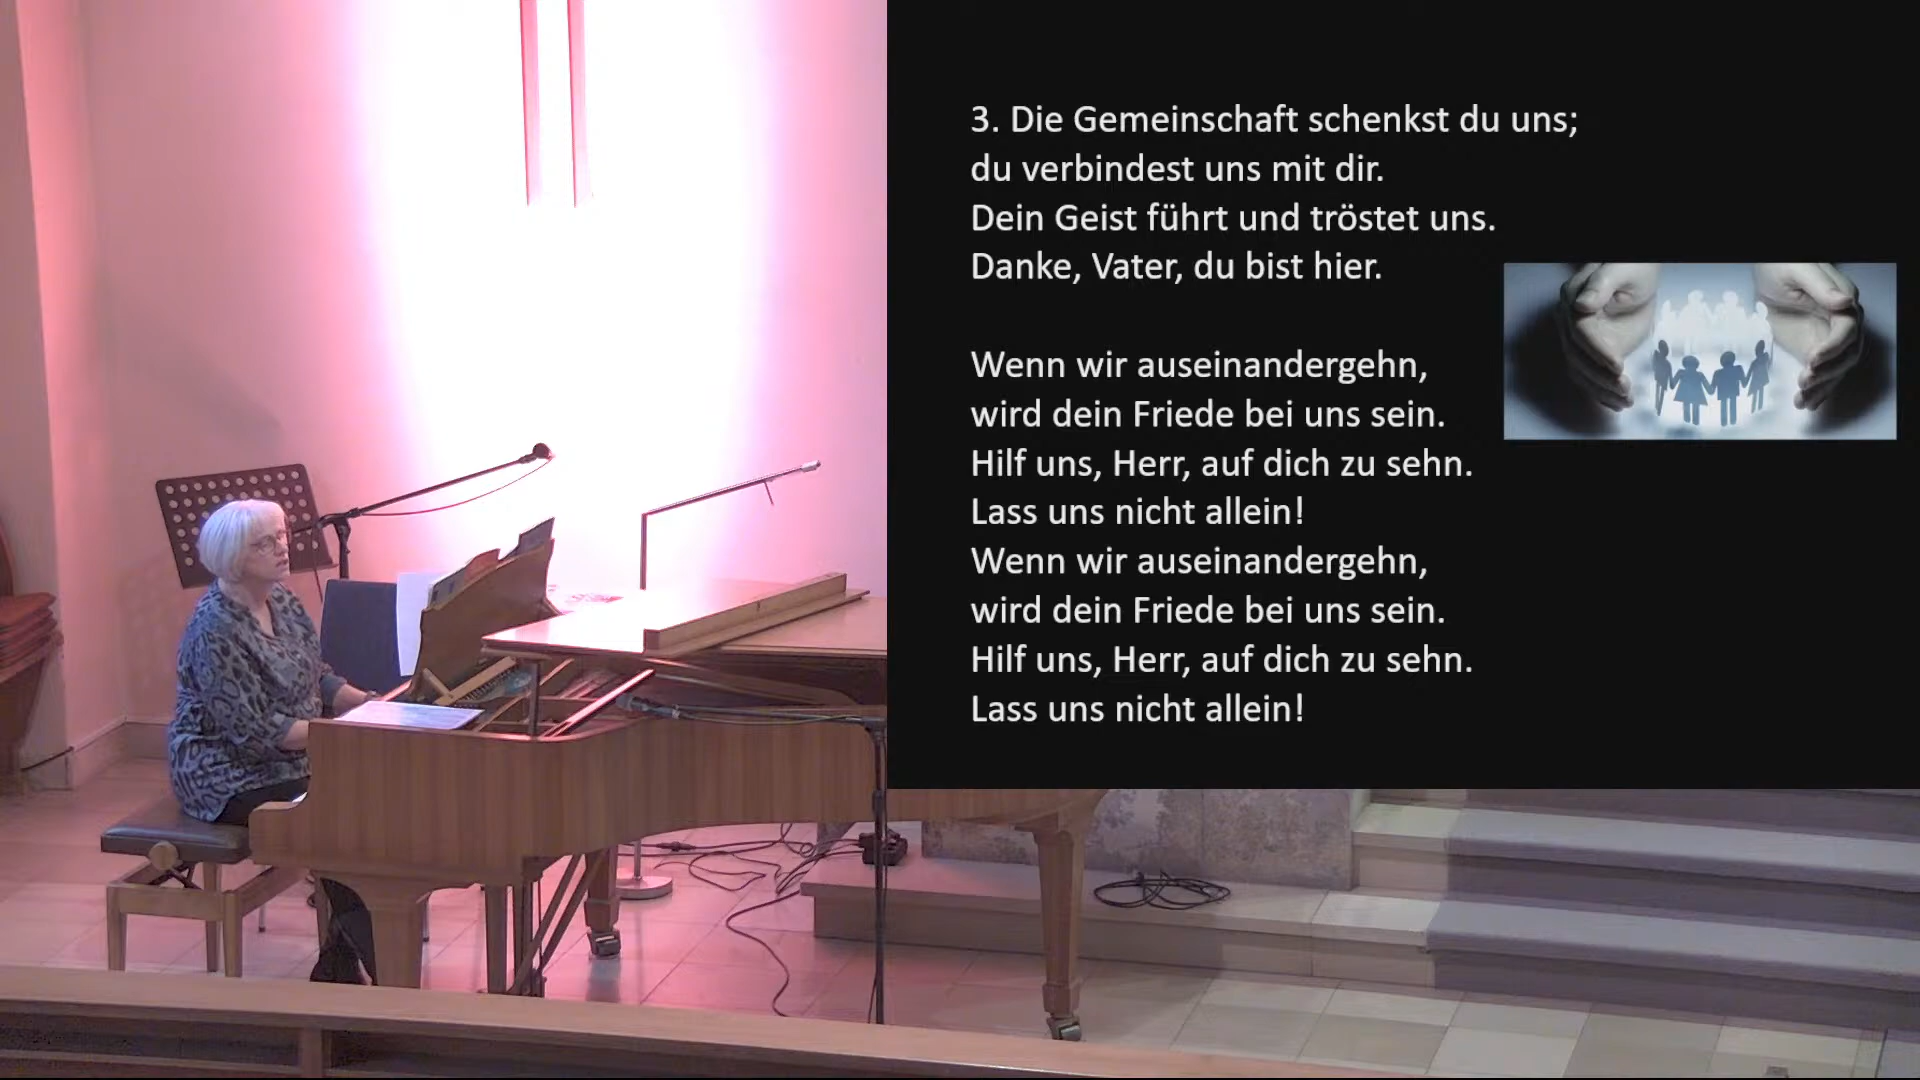 3. Die Gemeinschaft schenkst du uns;
du verbindest uns mit dir.
Dein Geist führt und tröstet uns.
Danke, Vater, du bist hier.
Wenn wir auseinandergehn,
wird dein Friede bei uns sein.
Hilf uns, Herr, auf dich zu sehn.
Lass uns nicht allein!
Wenn wir auseinandergehn,
wird dein Friede bei uns sein.
Hilf uns, Herr, auf dich zu sehn.
Lass uns nicht allein!